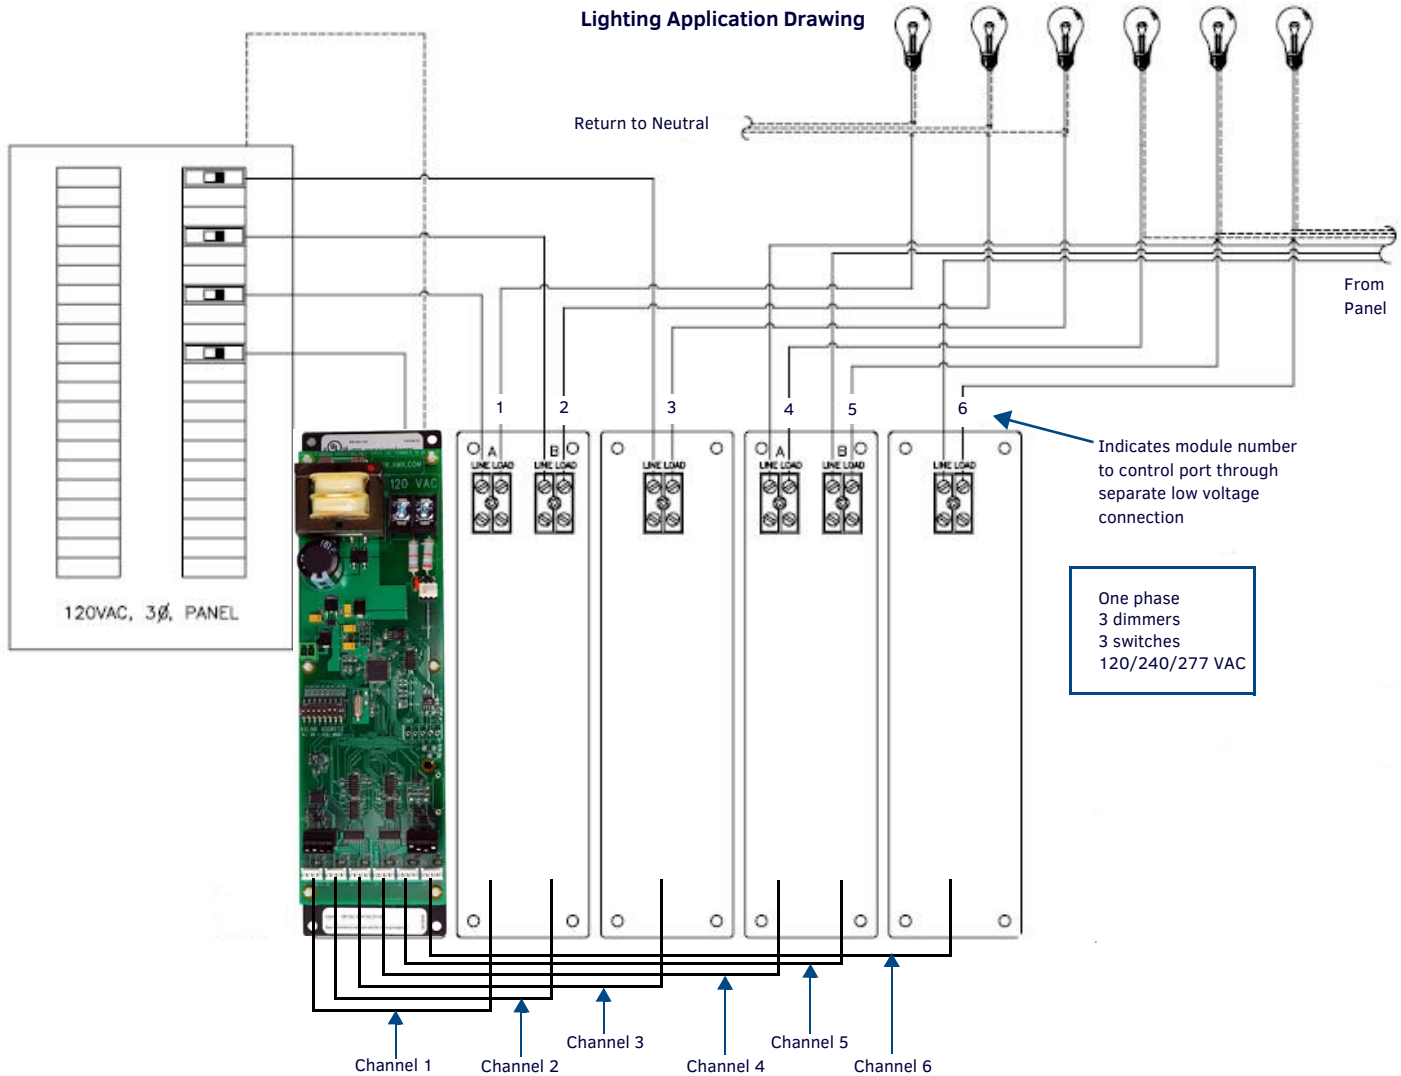 Lighting Application Drawing
Return to Neutral
From
Panel
1
2
3
4
5
6
A
B
A
B
LINE LOAD
LINE LOAD
LINE LOAD
LINE LOAD
LINE LOAD
LINE LOAD
Indicates module number
to control port through
separate low voltage
connection
120 VAC
One phase
3 dimmers
3 switches
120/240/277 VAC
120VAC, 3Ø, PANEL
Channel 1
Channel 2
Channel 3
Channel 4
Channel 5
Channel 6